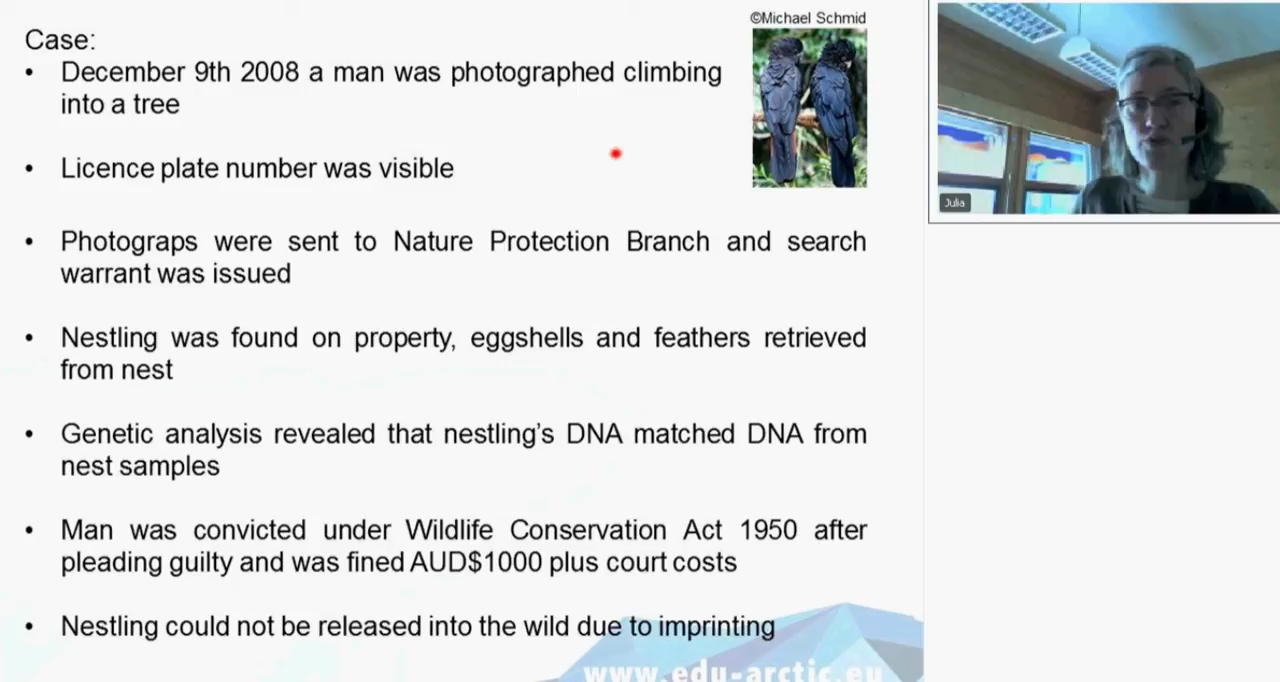 ©Michael Schmid
Case:
• December 9th 2008 a man was photographed climbing
into a tree
• Licence plate number was visible
• Photograps were sent to Nature Protection Branch and search
warrant was issued
• Nestling was found on property, eggshells and feathers retrieved
from nest
• Genetic analysis revealed that nestling's DNA matched DNA from
nest samples
• Man was convicted under Wildlife Conservation Act 1950 after
pleading guilty and was fined AUD$1000 plus court costs
• Nestling could not be released into the wild due to imprinting
www.edu-arctic.eu
Julia